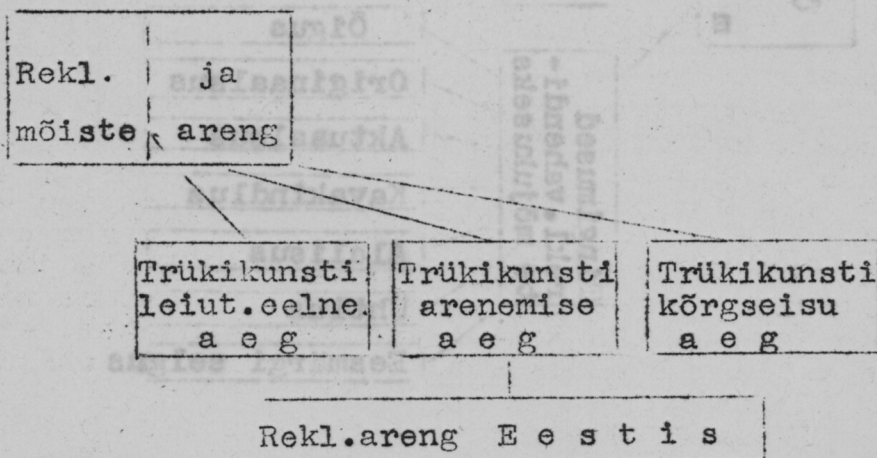 Rekl. ja
mõiste areng
Trükikunsti
leiut.eelne
a e g
Trükikunsti
arenemise
a e g
Trükikunsti
kõrgseisu
a e g
Rekl.areng E e s t i s